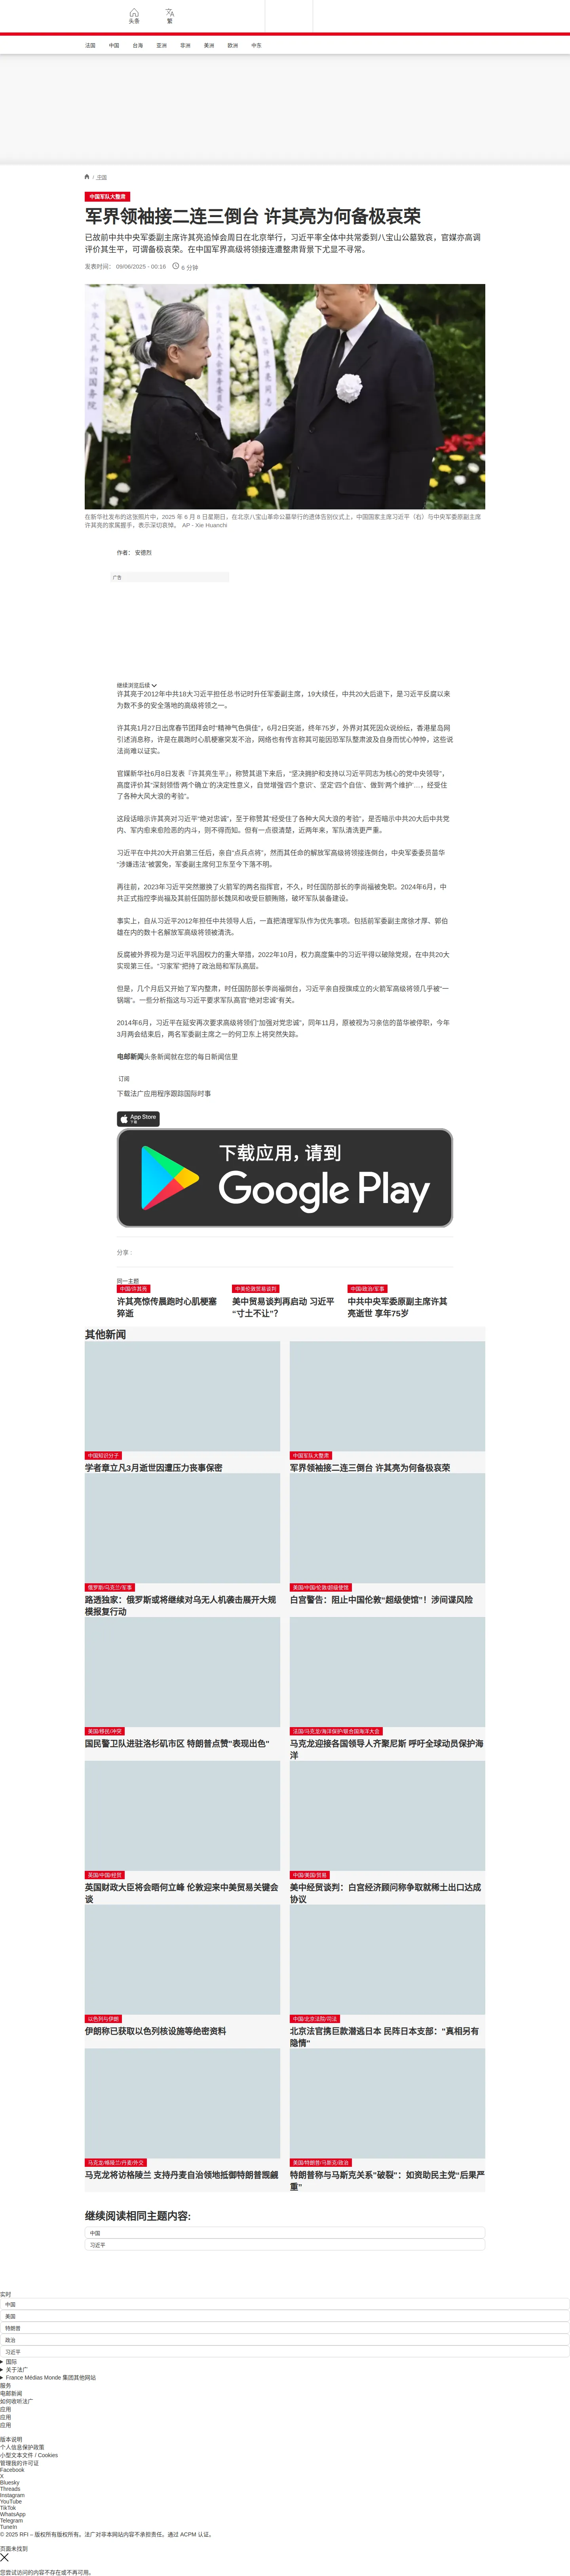 头条
繁
法国
中国
台海
亚洲
非洲
美洲
欧洲
中东
/ 中国
中国军队大整肃
军界领袖接二连三倒台 许其亮为何备极哀荣
已故前中共中央军委副主席许其亮追悼会周日在北京举行，习近平率全体中共常委到八宝山公墓致哀，官媒亦高调
评价其生平，可谓备极哀荣。在中国军界高级将领接连遭整肃背景下尤显不寻常。
发表时间： 09/06/2025 - 00:16
6 分钟
在新华社发布的这张照片中，2025 年 6 月 8 日星期日，在北京八宝山革命公墓举行的遗体告别仪式上，中国国家主席习近平（右）与中央军委原副主席
许其亮的家属握手，表示深切哀悼。 AP - Xie Huanchi
作者： 安德烈
广告
继续浏览后续
许其亮于2012年中共18大习近平担任总书记时升任军委副主席，19大续任，中共20大后退下，是习近平反腐以来
为数不多的安全落地的高级将领之一。
许其亮1月27日出席春节团拜会时“精神气色俱佳”，6月2日突逝，终年75岁，外界对其死因众说纷纭，香港星岛网
引述消息称，许是在晨跑时心肌梗塞突发不治，网络也有传言称其可能因恐军队整肃波及自身而忧心忡忡，这些说
法尚难以证实。
官媒新华社6月8日发表『许其亮生平』，称赞其退下来后，“坚决拥护和支持以习近平同志为核心的党中央领导”，
高度评价其“深刻领悟‘两个确立’的决定性意义，自觉增强‘四个意识’、坚定‘四个自信’、做到‘两个维护’…，经受住
了各种大风大浪的考验”。
这段话暗示许其亮对习近平“绝对忠诚”，至于称赞其“经受住了各种大风大浪的考验”，是否暗示中共20大后中共党
内、军内愈来愈险恶的内斗，则不得而知。但有一点很清楚，近两年来，军队清洗更严重。
习近平在中共20大开启第三任后，亲自“点兵点将”，然而其任命的解放军高级将领接连倒台，中央军委委员苗华
“涉嫌违法”被罢免，军委副主席何卫东至今下落不明。
再往前，2023年习近平突然撤换了火箭军的两名指挥官，不久，时任国防部长的李尚福被免职。2024年6月，中
共正式指控李尚福及其前任国防部长魏凤和收受巨额贿赂，破坏军队装备建设。
事实上，自从习近平2012年担任中共领导人后，一直把清理军队作为优先事项。包括前军委副主席徐才厚、郭伯
雄在内的数十名解放军高级将领被清洗。
反腐被外界视为是习近平巩固权力的重大举措，2022年10月，权力高度集中的习近平得以破除党规，在中共20大
实现第三任。“习家军”把持了政治局和军队高层。
但是，几个月后又开始了军内整肃，时任国防部长李尚福倒台，习近平亲自授旗成立的火箭军高级将领几乎被“一
锅端”。一些分析指这与习近平要求军队高官“绝对忠诚”有关。
2014年6月，习近平在延安再次要求高级将领们“加强对党忠诚”，同年11月，原被视为习亲信的苗华被停职，今年
3月两会结束后，两名军委副主席之一的何卫东上将突然失踪。
电邮新闻头条新闻就在您的每日新闻信里
订阅
下载法广应用程序跟踪国际时事
App Store
下载
下载应用，请到
Google Play
分享 :
同一主题
中国/许其亮
许其亮惊传晨跑时心肌梗塞
猝逝
中美伦敦贸易谈判
美中贸易谈判再启动 习近平
“寸土不让”？
中国/政治/军事
中共中央军委原副主席许其
亮逝世 享年75岁
其他新闻
中国知识分子
学者章立凡3月逝世因遭压力丧事保密
中国军队大整肃
军界领袖接二连三倒台 许其亮为何备极哀荣
俄罗斯/乌克兰/军事
路透独家：俄罗斯或将继续对乌无人机袭击展开大规
模报复行动
美国/中国/伦敦/超级使馆
白宫警告：阻止中国伦敦“超级使馆”！涉间谍风险
美国/移民/冲突
国民警卫队进驻洛杉矶市区 特朗普点赞"表现出色"
法国/马克龙/海洋保护/联合国海洋大会
马克龙迎接各国领导人齐聚尼斯 呼吁全球动员保护海
洋
英国/中国/经贸
英国财政大臣将会晤何立峰 伦敦迎来中美贸易关键会
谈
中国/美国/贸易
美中经贸谈判：白宫经济顾问称争取就稀土出口达成
协议
以色列与伊朗
伊朗称已获取以色列核设施等绝密资料
中国/北京法院/司法
北京法官携巨款潜逃日本 民阵日本支部："真相另有
隐情"
马克龙/格陵兰/丹麦/外交
马克龙将访格陵兰 支持丹麦自治领地抵御特朗普觊觎
美国/特朗普/马斯克/政治
特朗普称与马斯克关系"破裂"：如资助民主党“后果严
重”
继续阅读相同主题内容:
中国
习近平
实时
中国
美国
特朗普
政治
习近平
国际
关于法广
France Médias Monde 集团其他网站
服务
电邮新闻
如何收听法广
应用
应用
应用
版本说明
个人信息保护政策
小型文本文件 / Cookies
管理我的许可证
Facebook
X
Bluesky
Threads
Instagram
YouTube
TikTok
WhatsApp
Telegram
TuneIn
© 2025 RFI – 版权所有版权所有。法广对非本网站内容不承担责任。通过 ACPM 认证。
页面未找到
您尝试访问的内容不存在或不再可用。